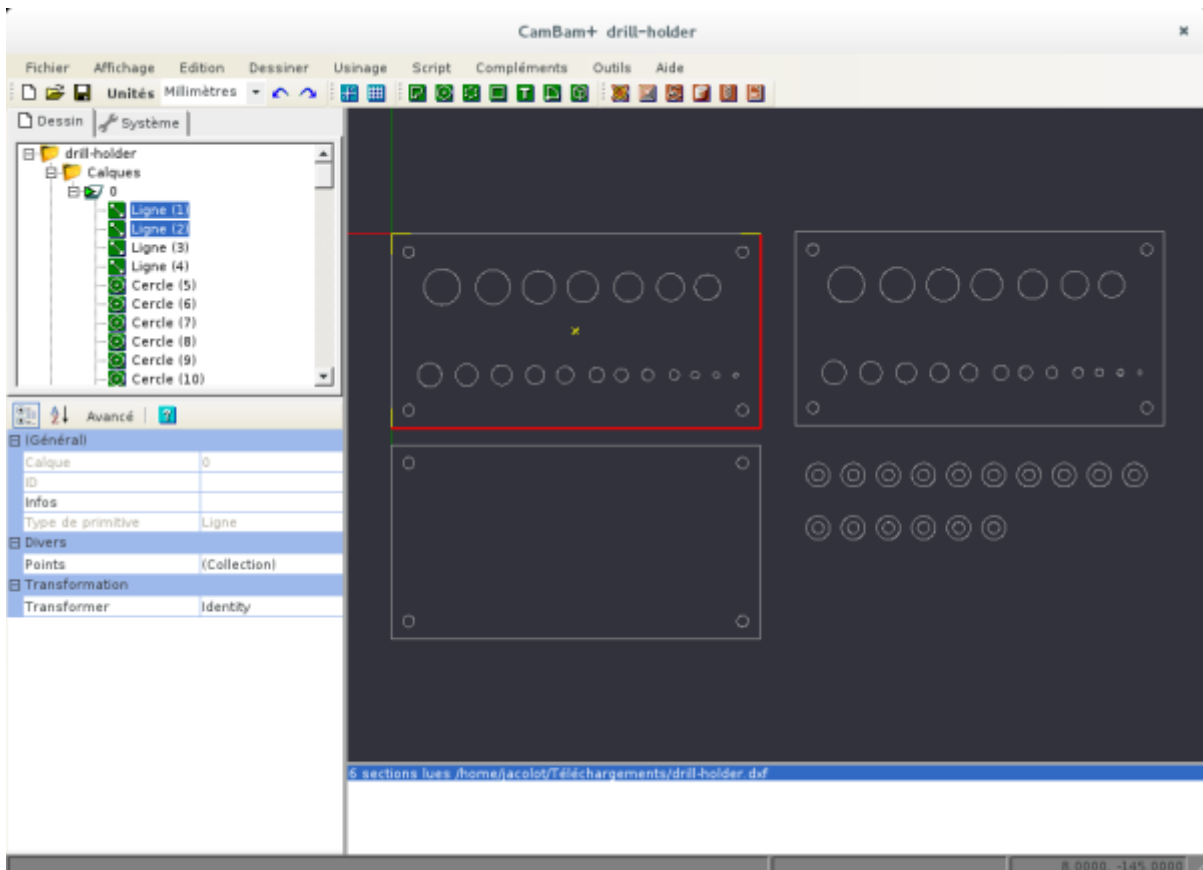 CamBam+ drill-holder
Fichier Affichage Edition Dessiner Usinage Script Compléments Outils Aide
Unités Millimètres
Dessin Système
drill-holder
Calques
0
Ligne (1)
Ligne (2)
Ligne (3)
Ligne (4)
Cercle (5)
Cercle (6)
Cercle (7)
Cercle (8)
Cercle (9)
Cercle (10)
Avancé
(Général)
Calque 0
ID
Infos
Type de primitive Ligne
Divers
Points (Collection)
Transformation
Transformer Identity
6 sections lues /home/jacolot/Téléchargements/drill-holder.dxf
8.0000, -145.0000